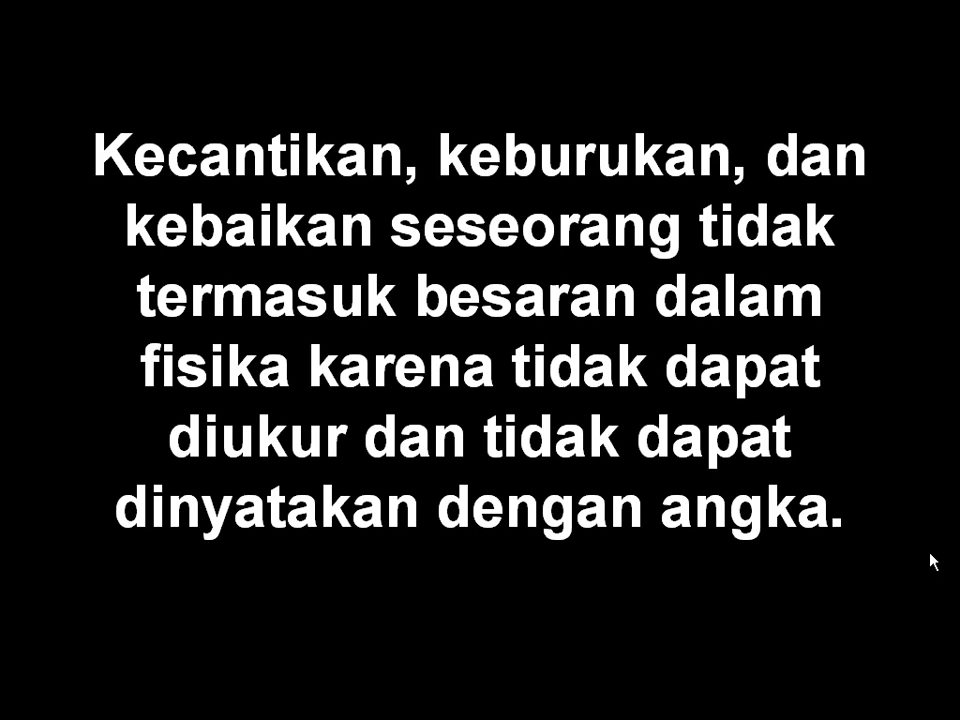 Kecantikan, keburukan, dan
kebaikan seseorang tidak
termasuk besaran dalam
fisika karena tidak dapat
diukur dan tidak dapat
dinyatakan dengan angka.